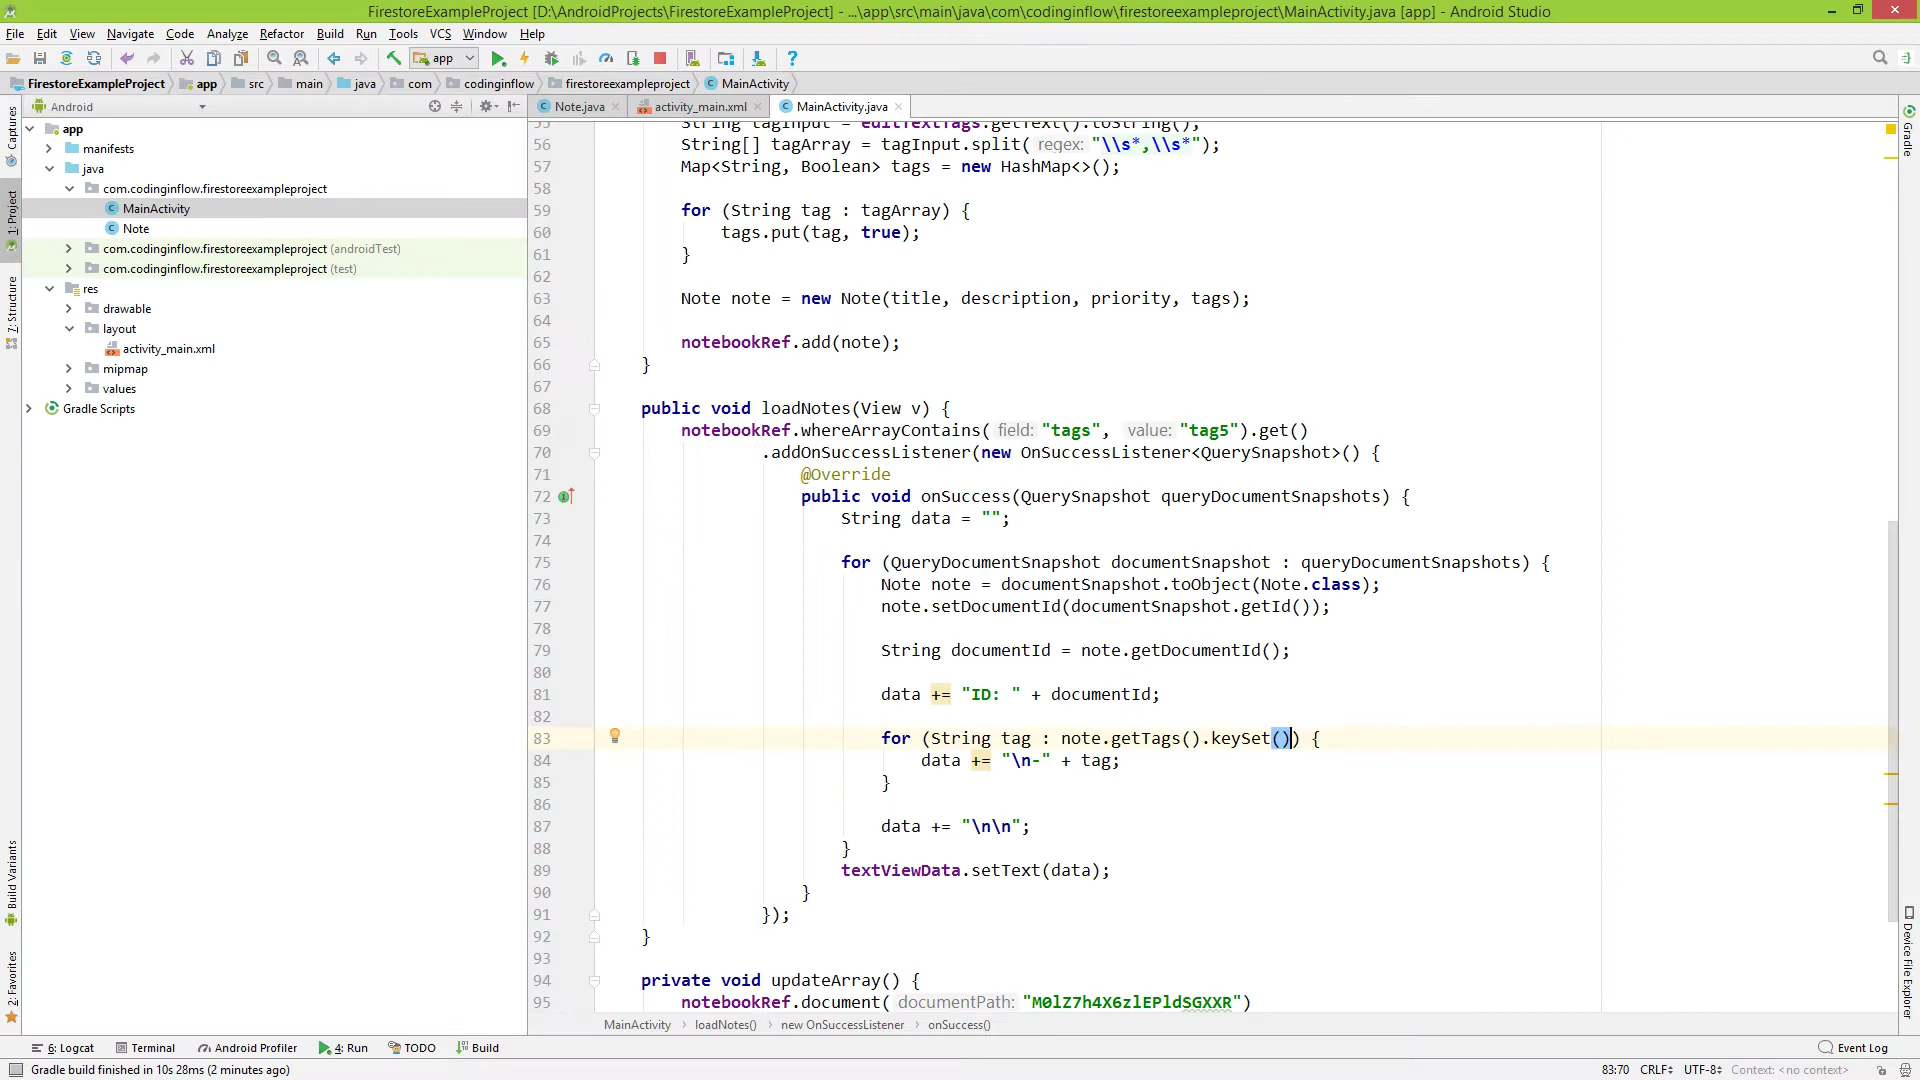 FirestoreExampleProject [D:\AndroidProjects\FirestoreExampleProject] - ...\app\src\main\java\com\codinginflow\firestoreexampleproject\MainActivity.java [app] - Android Studio
File Edit View Navigate Code Analyze Refactor Build Run Tools VCS Window Help
app
FirestoreExampleProject app src main java com codinginflow firestoreexampleproject MainActivity
Android
Note.java activity_main.xml MainActivity.java
Captures
1: Project
7: Structure
Build Variants
2: Favorites
Gradle
Device File Explorer
app
manifests
java
com.codinginflow.firestoreexampleproject
MainActivity
Note
com.codinginflow.firestoreexampleproject (androidTest)
com.codinginflow.firestoreexampleproject (test)
res
drawable
layout
activity_main.xml
mipmap
values
Gradle Scripts
55 String tagInput = editTextTags.getText().toString();
56 String[] tagArray = tagInput.split( regex: "\\s*,\\s*");
57 Map<String, Boolean> tags = new HashMap<>();
58
59 for (String tag : tagArray) {
60 tags.put(tag, true);
61 }
62
63 Note note = new Note(title, description, priority, tags);
64
65 notebookRef.add(note);
66 }
67
68 public void loadNotes(View v) {
69 notebookRef.whereArrayContains( field: "tags", value: "tag5").get()
70 .addOnSuccessListener(new OnSuccessListener<QuerySnapshot>() {
71 @Override
72 public void onSuccess(QuerySnapshot queryDocumentSnapshots) {
73 String data = "";
74
75 for (QueryDocumentSnapshot documentSnapshot : queryDocumentSnapshots) {
76 Note note = documentSnapshot.toObject(Note.class);
77 note.setDocumentId(documentSnapshot.getId());
78
79 String documentId = note.getDocumentId();
80
81 data += "ID: " + documentId;
82
83 for (String tag : note.getTags().keySet()) {
84 data += "\n-" + tag;
85 }
86
87 data += "\n\n";
88 }
89 textViewData.setText(data);
90 }
91 });
92 }
93
94 private void updateArray() {
95 notebookRef.document( documentPath: "M0lZ7h4X6zlEPldSGXXR")
MainActivity loadNotes() new OnSuccessListener onSuccess()
6: Logcat Terminal Android Profiler 4: Run TODO Build Event Log
Gradle build finished in 10s 28ms (2 minutes ago) 83:70 CRLF UTF-8 Context: <no context>